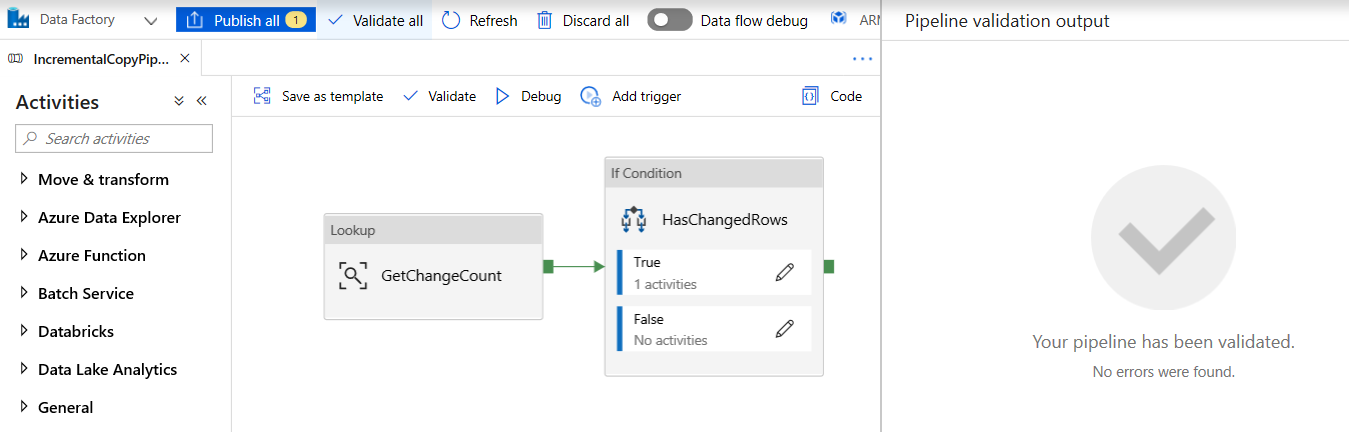 Data Factory
Publish all 1
Validate all
Refresh
Discard all
Data flow debug
ARM
Pipeline validation output
IncrementalCopyPip...
Activities
Search activities
Move & transform
Azure Data Explorer
Azure Function
Batch Service
Databricks
Data Lake Analytics
General
Save as template
Validate
Debug
Add trigger
Code
Lookup
GetChangeCount
If Condition
HasChangedRows
True
1 activities
False
No activities
Your pipeline has been validated.
No errors were found.